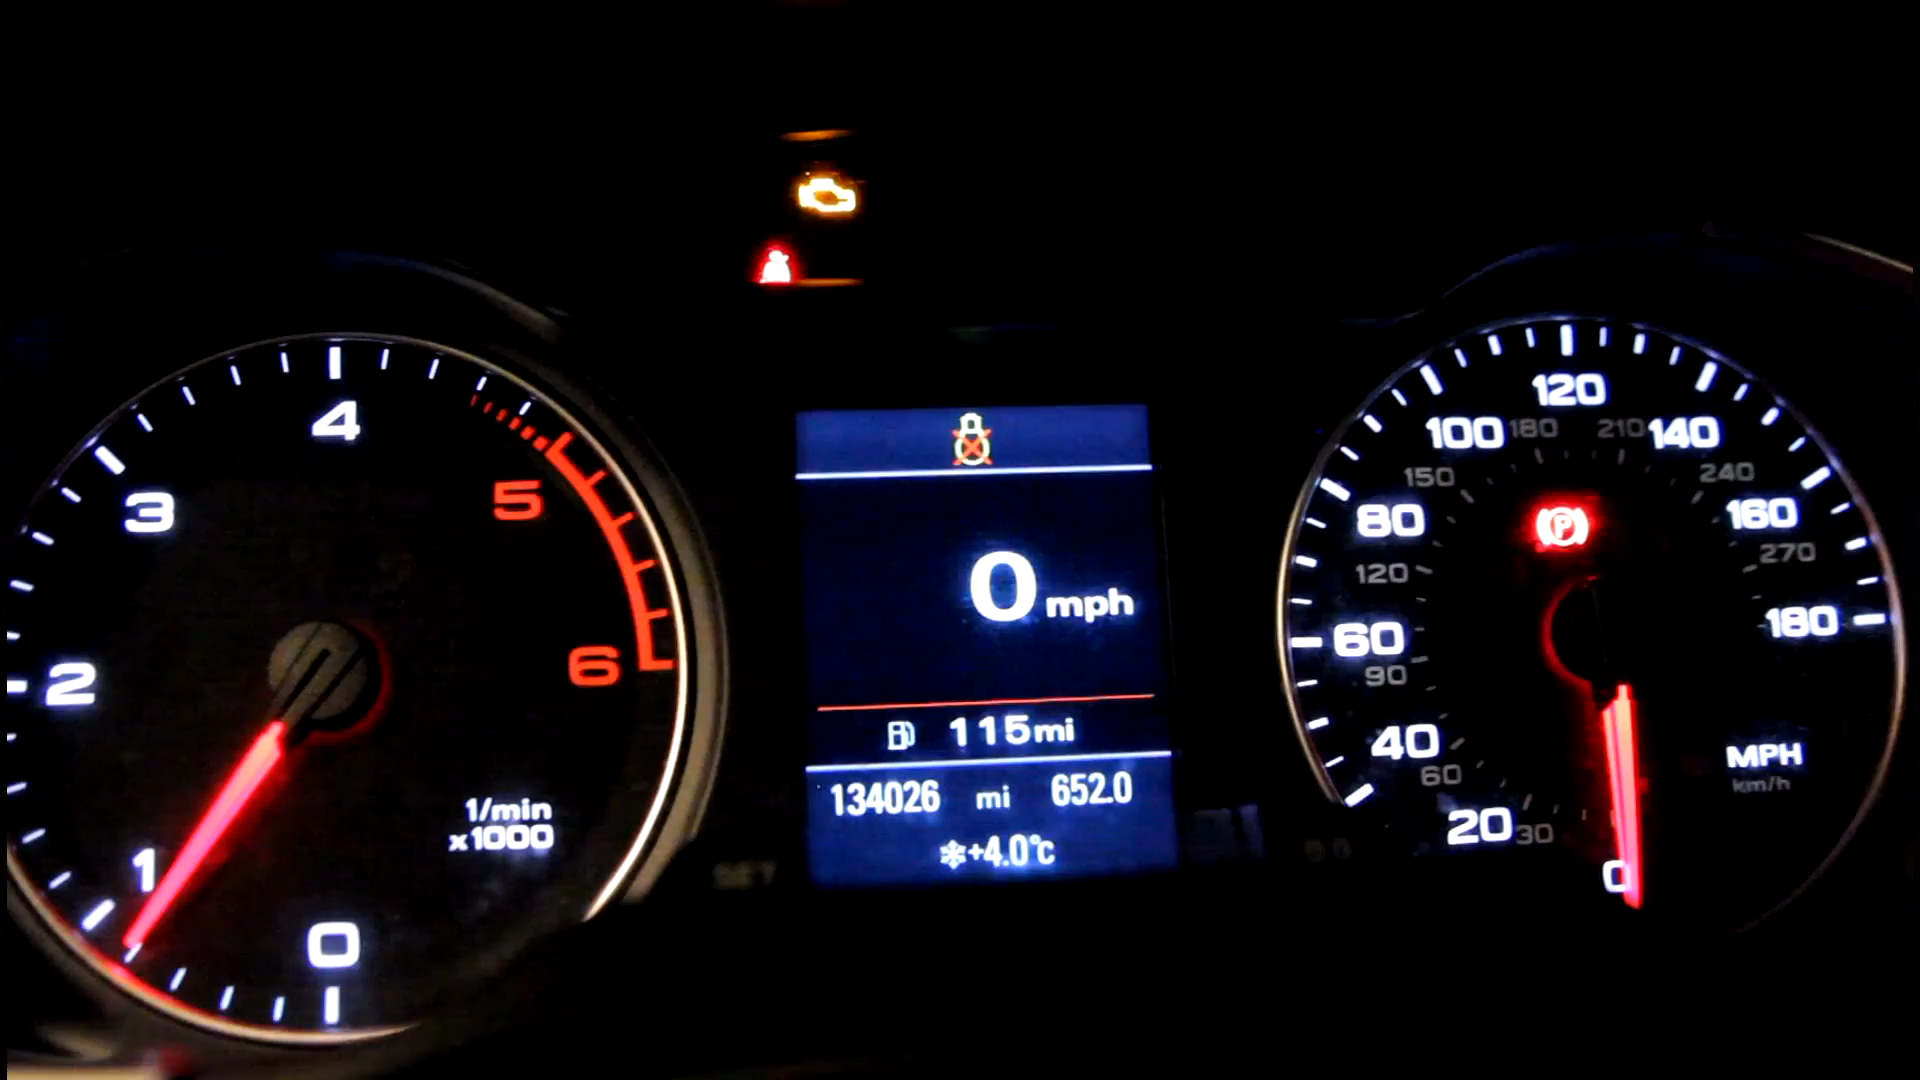 4
3
5
2
6
1/min
x1000
1
0
0 mph
115mi
134026 mi 652.0
+4.0°C
120
100 180 210 140
150 240
80 P 160
120 270
60 180
90
40 MPH
60 km/h
20 30
0
SET